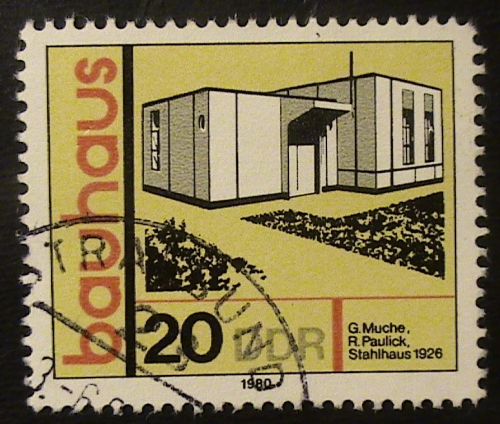 bauhaus
20 DDR
G. Muche,
R. Paulick,
Stahlhaus 1926
1980